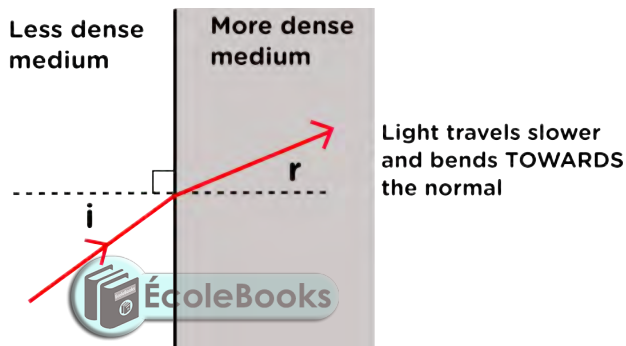 Less dense
medium
More dense
medium
Light travels slower
and bends TOWARDS
the normal
r
i
ÉcoleBooks